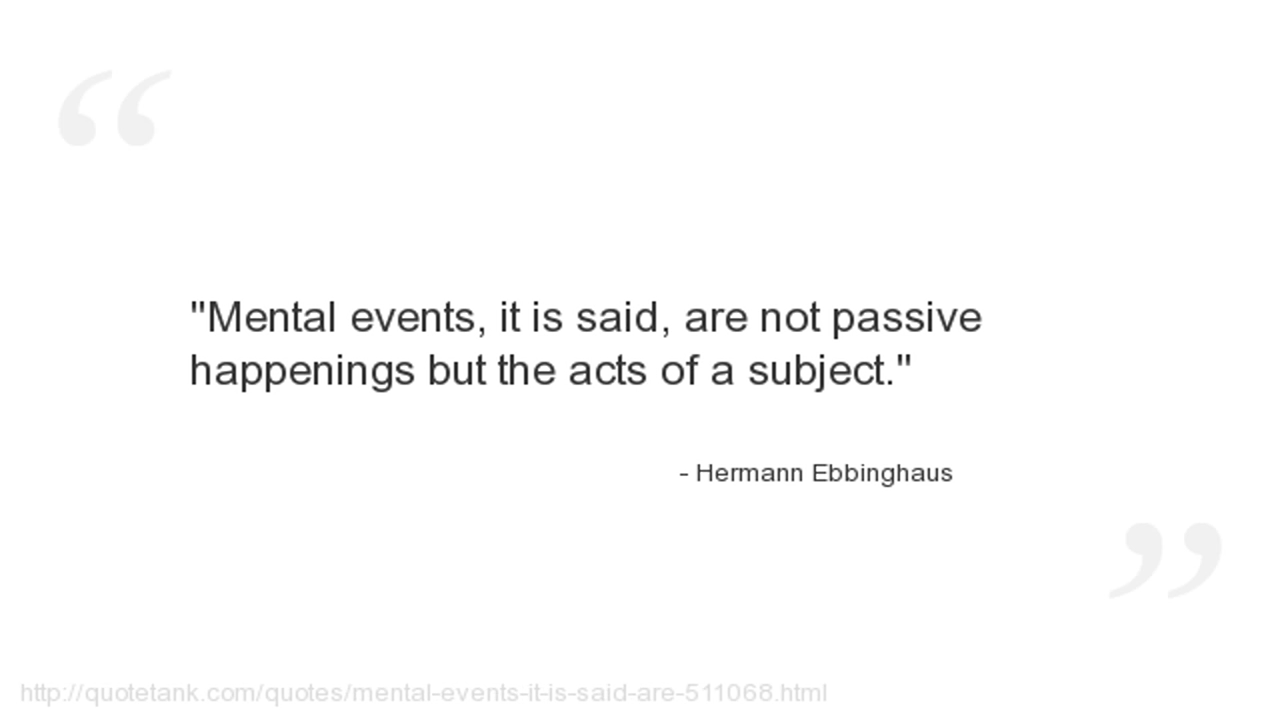 "Mental events, it is said, are not passive
happenings but the acts of a subject."
- Hermann Ebbinghaus
http://quotetank.com/quotes/mental-events-it-is-said-are-511068.html